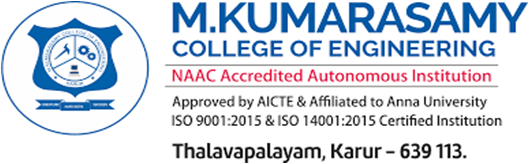 M.KUMARASAMY
COLLEGE OF ENGINEERING
NAAC Accredited Autonomous Institution
Approved by AICTE & Affiliated to Anna University
ISO 9001:2015 & ISO 14001:2015 Certified Institution
Thalavapalayam, Karur – 639 113.